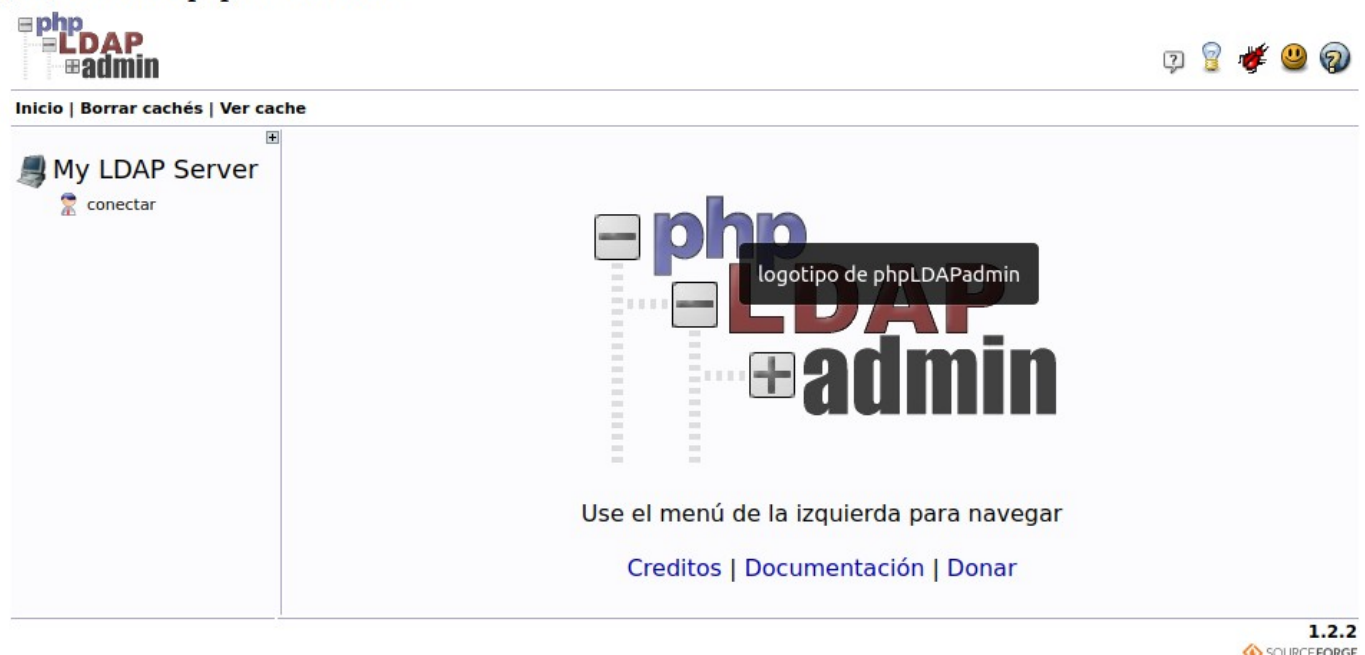 php
LDAP
admin
Inicio | Borrar cachés | Ver cache
My LDAP Server
conectar
php
LDAP
admin
logotipo de phpLDAPadmin
Use el menú de la izquierda para navegar
Creditos | Documentación | Donar
1.2.2
SOURCEFORGE